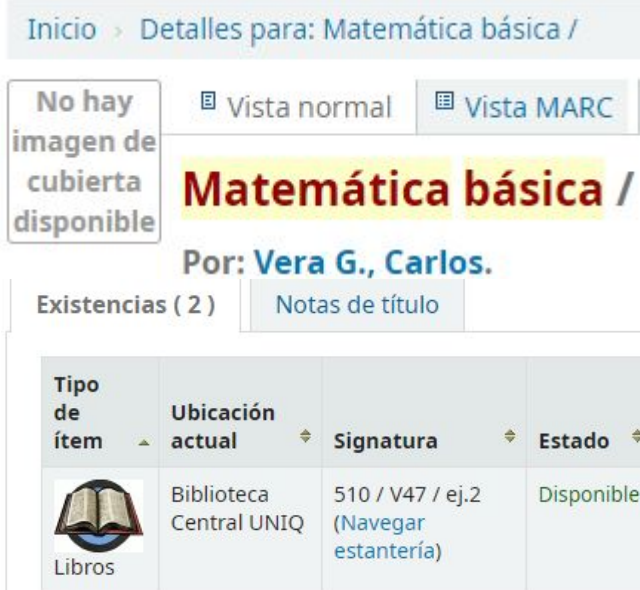 Inicio › Detalles para: Matemática básica /
No hay
imagen de
cubierta
disponible
Vista normal
Vista MARC
Matemática básica /
Por: Vera G., Carlos.
Existencias ( 2 )
Notas de título
Tipo
de
ítem
Ubicación
actual
Signatura
Estado
Libros
Biblioteca
Central UNIQ
510 / V47 / ej.2
(Navegar
estantería)
Disponible